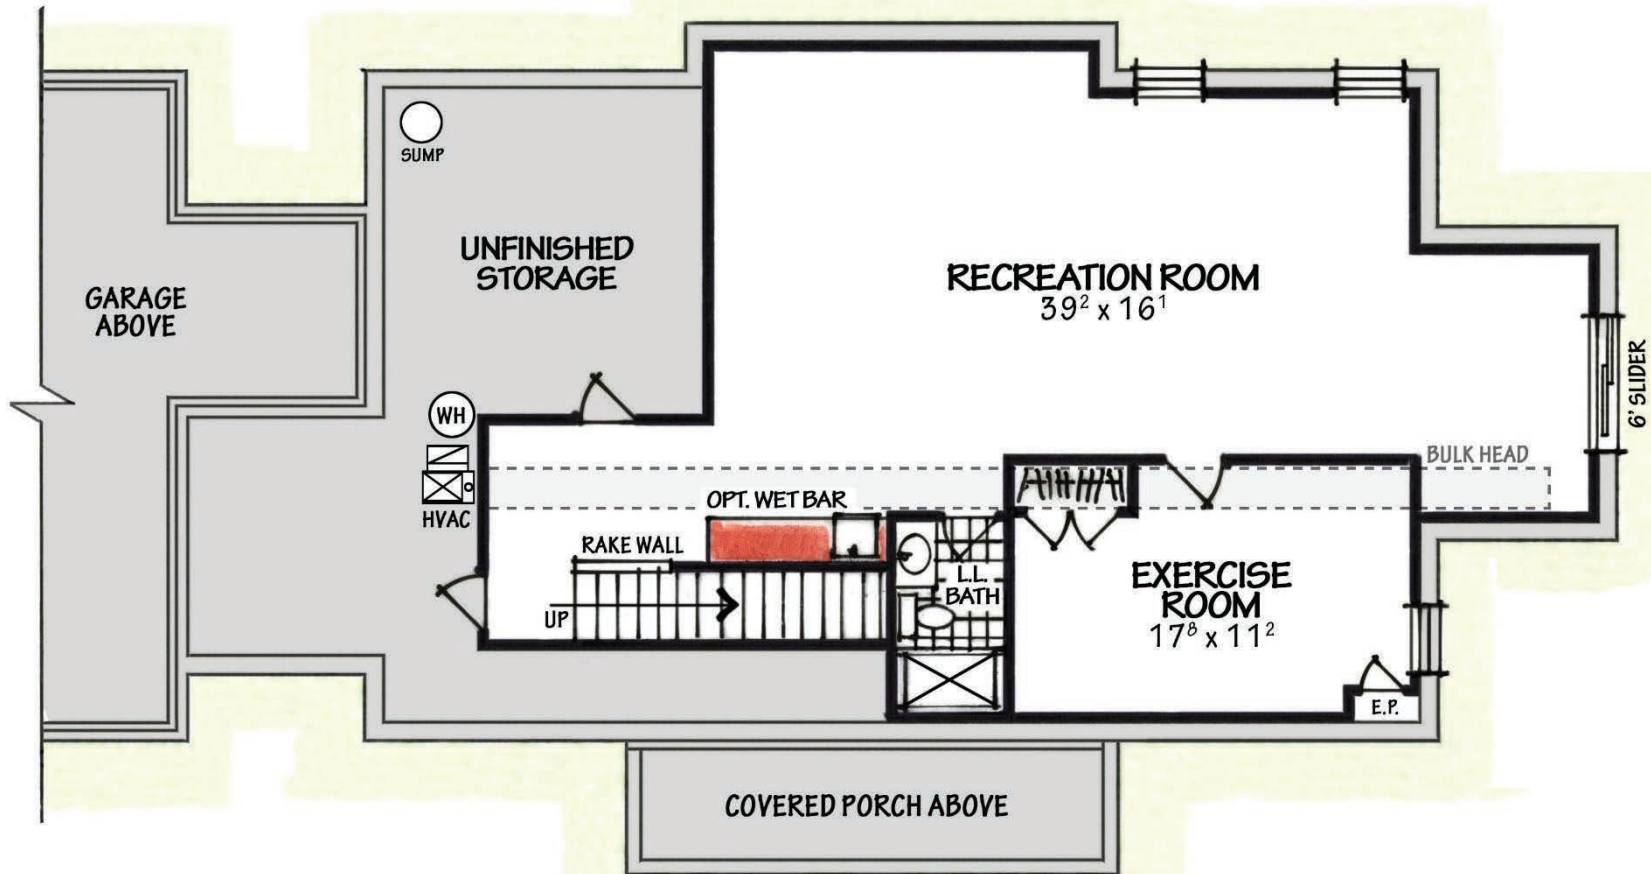 SUMP
UNFINISHED
STORAGE
GARAGE
ABOVE
RECREATION ROOM
39² x 16¹
6' SLIDER
WH
HVAC
BULK HEAD
OPT. WET BAR
RAKE WALL
UP
L.L.
BATH
EXERCISE
ROOM
17⁸ x 11²
E.P.
COVERED PORCH ABOVE